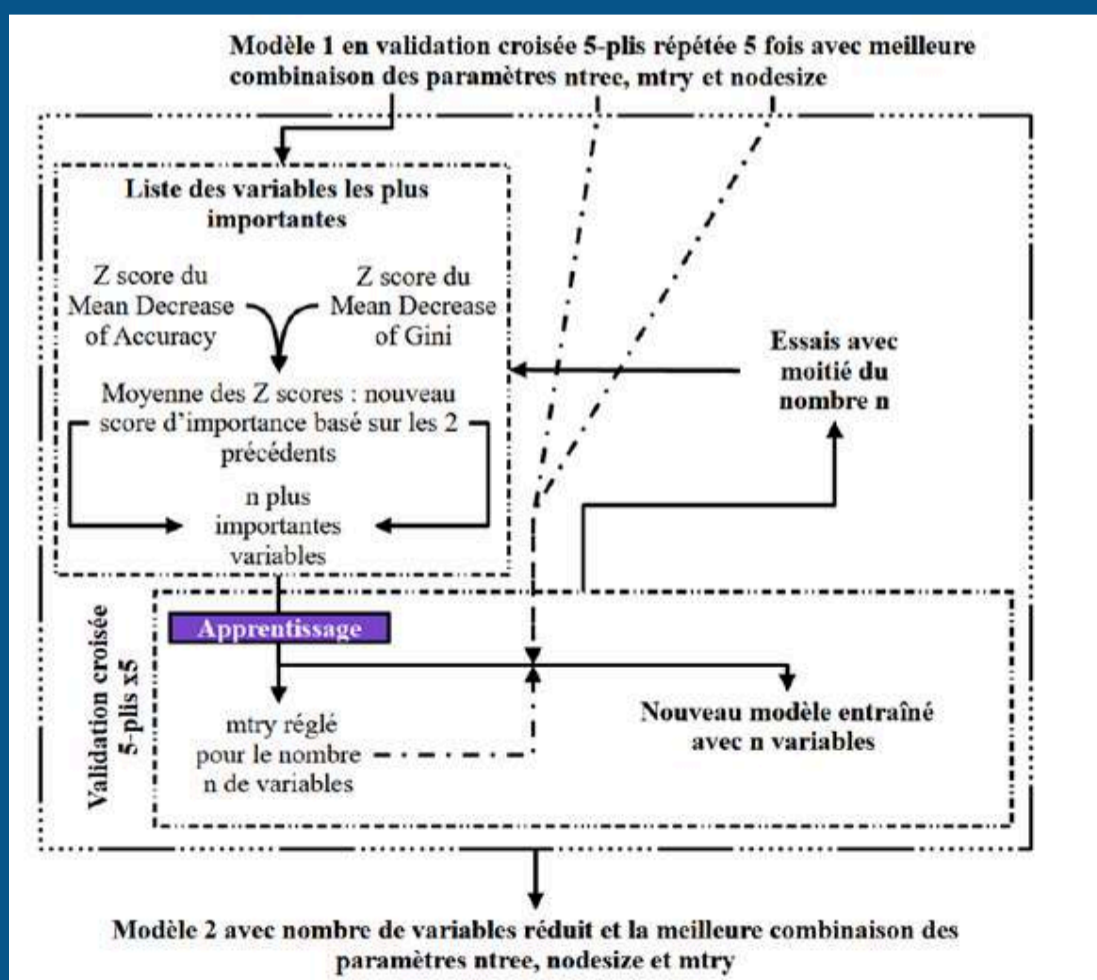 Modèle 1 en validation croisée 5-plis répétée 5 fois avec meilleure
combinaison des paramètres ntree, mtry et nodesize
Liste des variables les plus
importantes
Z score du
Mean Decrease
of Accuracy
Z score du
Mean Decrease
of Gini
Moyenne des Z scores : nouveau
score d'importance basé sur les 2
précédents
n plus
importantes
variables
Essais avec
moitié du
nombre n
Validation croisée
5-plis x5
Apprentissage
mtry réglé
pour le nombre
n de variables
Nouveau modèle entraîné
avec n variables
Modèle 2 avec nombre de variables réduit et la meilleure combinaison des
paramètres ntree, nodesize et mtry